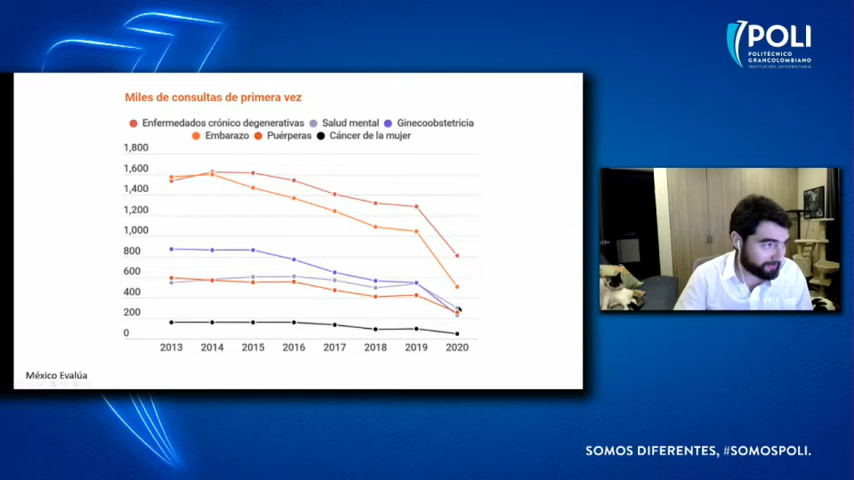 POLI
POLITÉCNICO
GRANCOLOMBIANO
INSTITUCIÓN UNIVERSITARIA
Miles de consultas de primera vez
Enfermedados crónico degenerativas Salud mental Ginecoobstetricia
Embarazo Puérperas Cáncer de la mujer
1,800
1,600
1,400
1,200
1,000
800
600
400
200
0
2013 2014 2015 2016 2017 2018 2019 2020
México Evalúa
SOMOS DIFERENTES, #SOMOSPOLI.